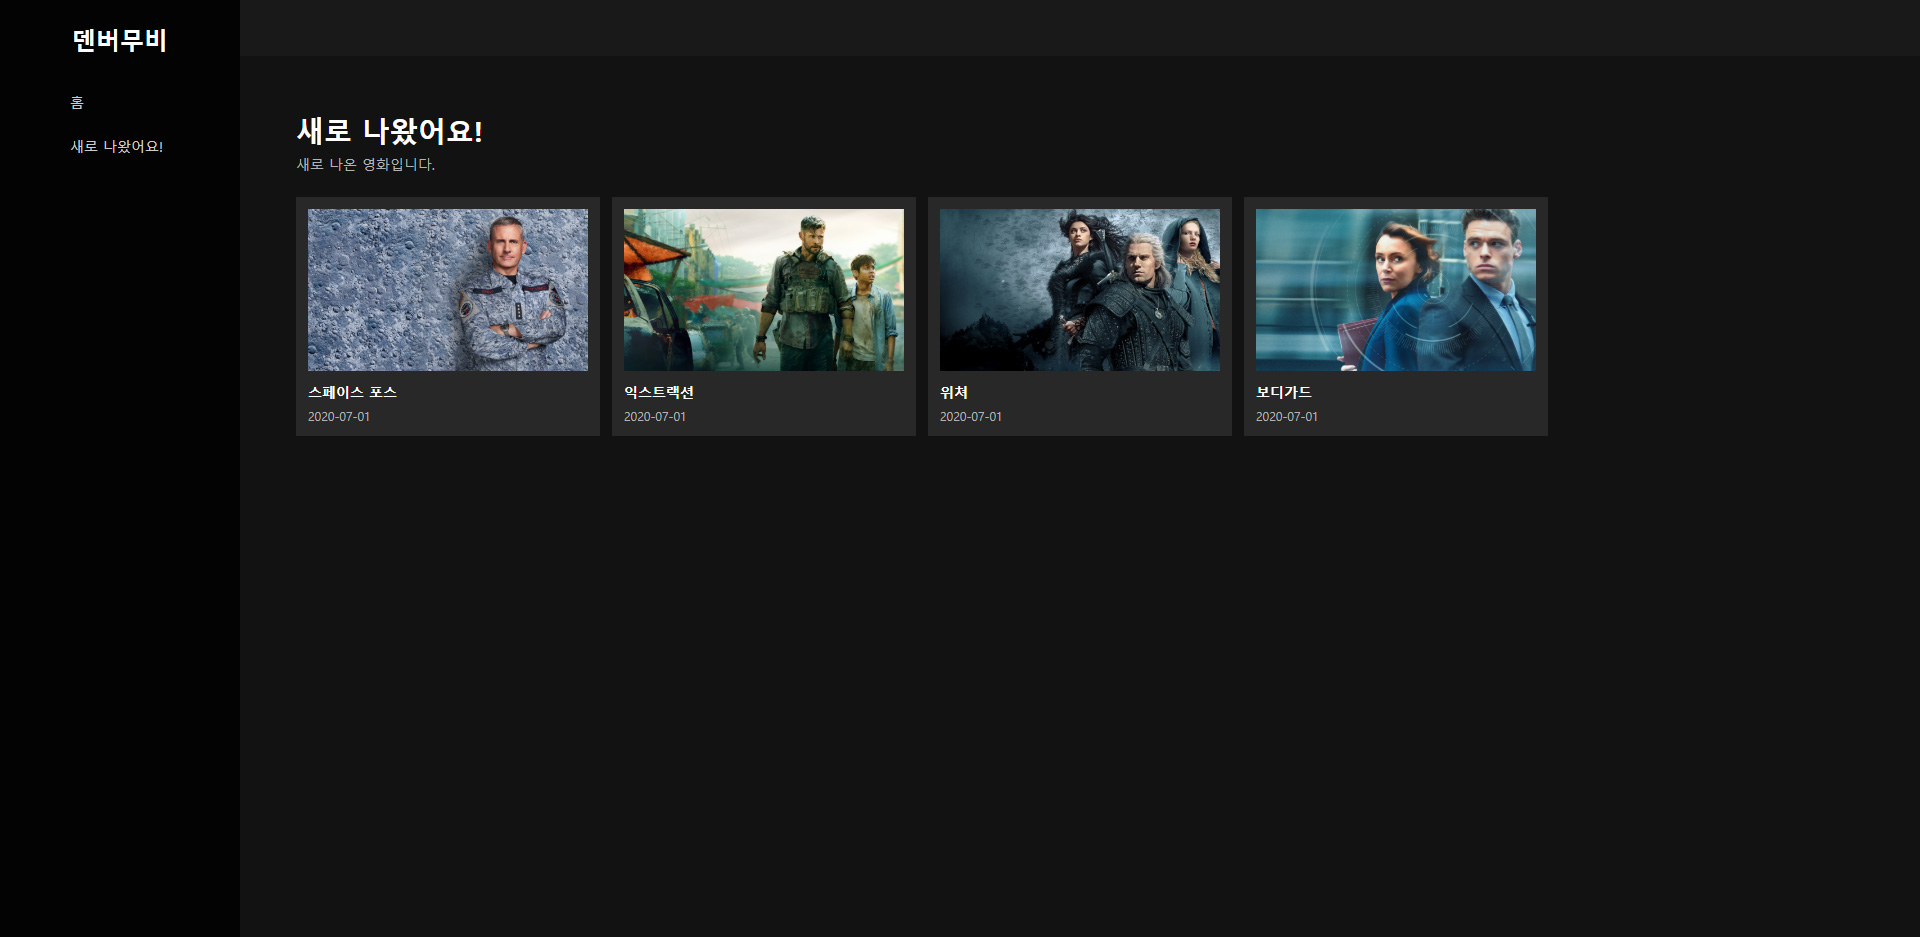 덴버무비
홈
새로 나왔어요!
새로 나왔어요!
새로 나온 영화입니다.
스페이스 포스
2020-07-01
익스트랙션
2020-07-01
위쳐
2020-07-01
보디가드
2020-07-01